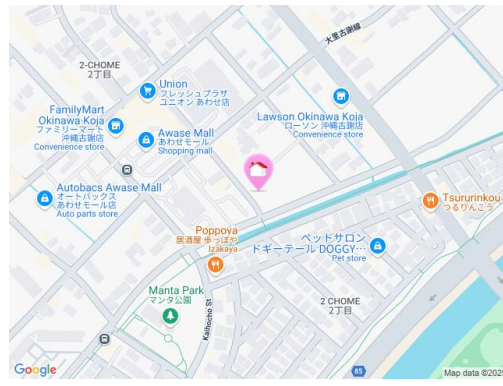 大里古謝線
2-CHOME
2丁目
Union
フレッシュプラザ
ユニオン あわせ店
FamilyMart
Okinawa Koja
ファミリーマート
沖縄古謝店
Convenience store
Lawson Okinawa Koja
ローソン 沖縄古謝店
Convenience store
Awase Mall
あわせモール
Shopping mall
Autobacs Awase Mall
オートバックス
あわせモール店
Auto parts store
Tsururinkou
つるりんこう
Poppoya
居酒屋 ぽっぽや
Izakaya
ペッドサロン
ドギーテール DOGGY…
Pet store
Manta Park
マンタ公園
Kaihocho St
2 CHOME
2丁目
85
Google
Map data ©2025